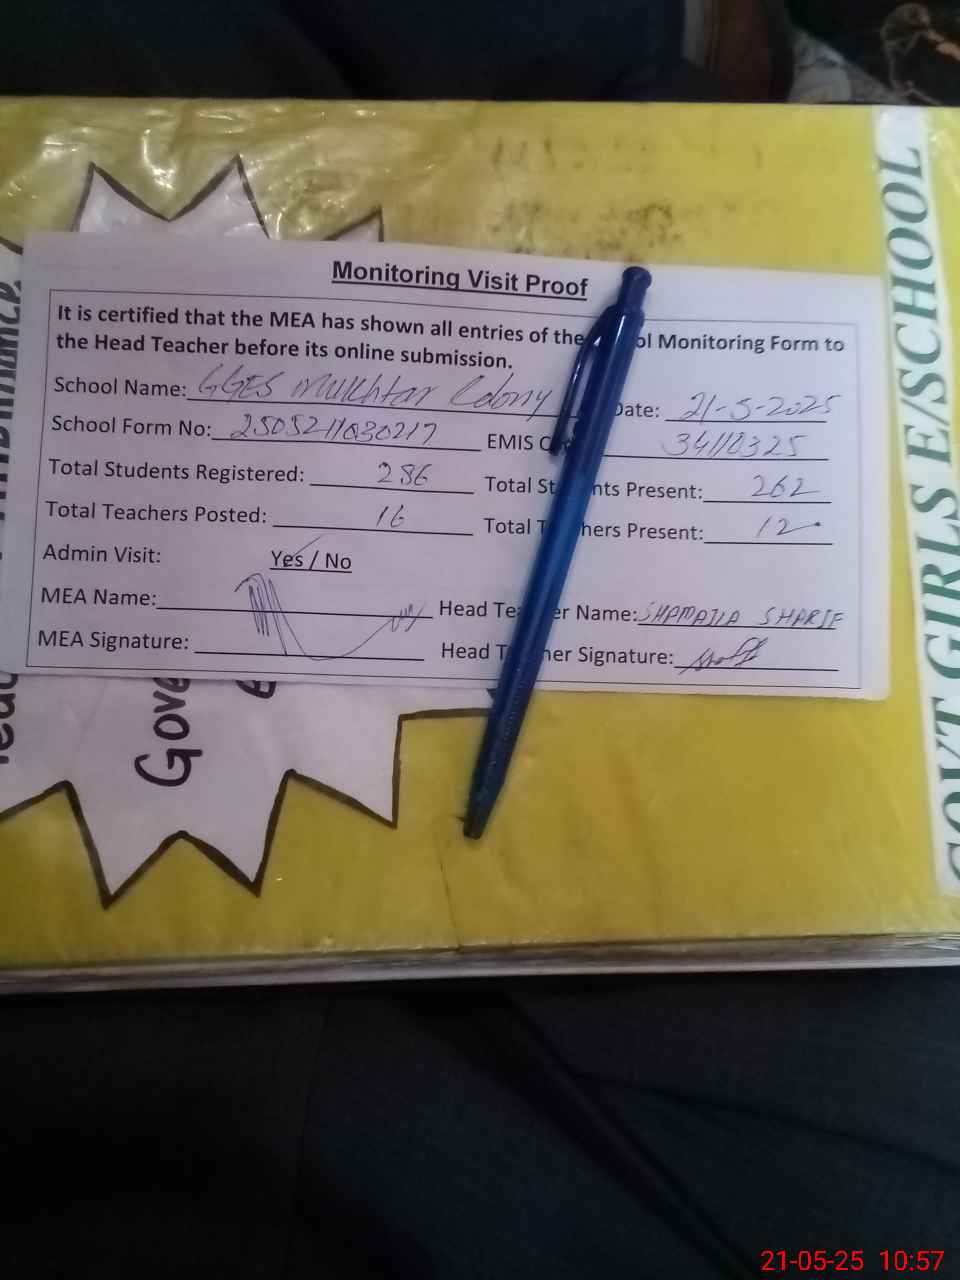 Monitoring Visit Proof
It is certified that the MEA has shown all entries of the ol Monitoring Form to
the Head Teacher before its online submission.
School Name: GGES Mukhtar Colony Date: 21-5-2025
School Form No: 2505211030217 EMIS C 34110325
Total Students Registered: 286 Total St nts Present: 262
Total Teachers Posted: 16 Total T hers Present: 12
Admin Visit: Yes / No
MEA Name: Head Te er Name: SHAMAILA SHARIF
MEA Signature: Head T her Signature:
Gove
GOVT GIRLS E/SCHOOL
21-05-25 10:57